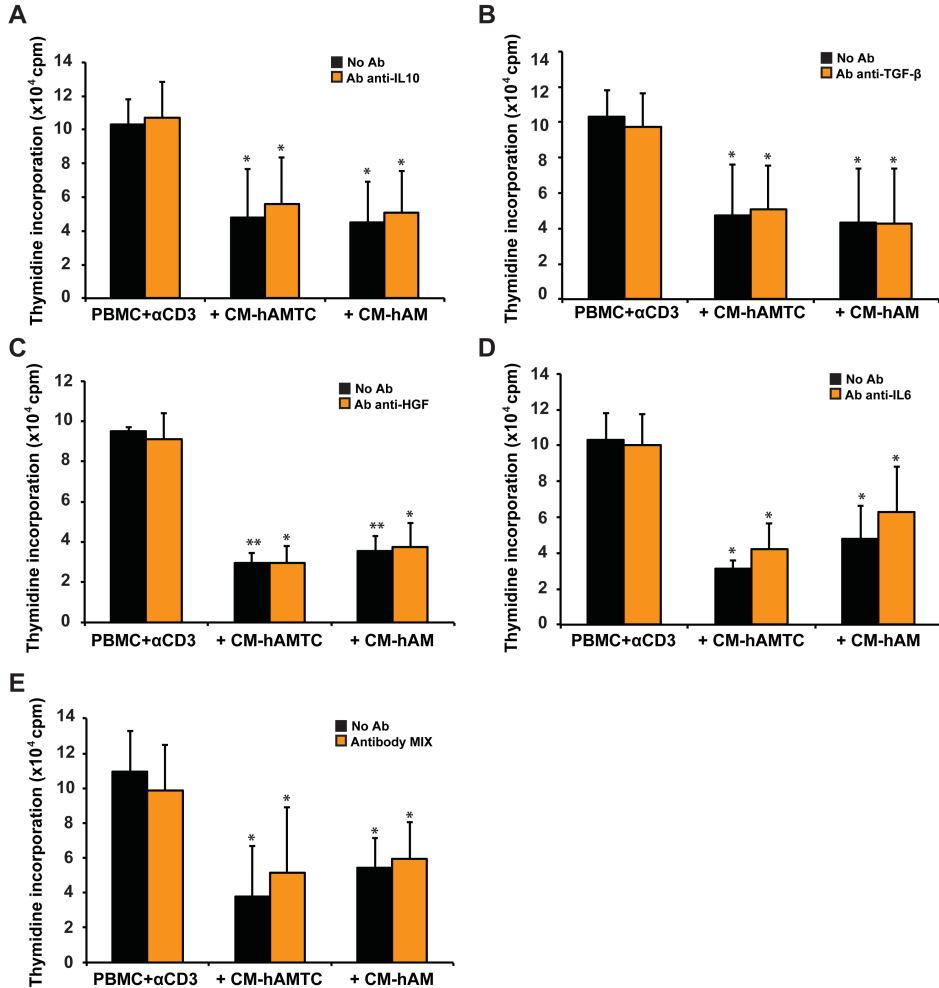 A
Thymidine incorporation (x10⁴ cpm)
14
12
10
8
6
4
2
0
No Ab
Ab anti-IL10
* * * *
PBMC+αCD3 + CM-hAMTC + CM-hAM
B
Thymidine incorporation (x10⁴ cpm)
14
12
10
8
6
4
2
0
No Ab
Ab anti-TGF-β
* * * *
PBMC+αCD3 + CM-hAMTC + CM-hAM
C
Thymidine incorporation (x10⁴ cpm)
12
10
8
6
4
2
0
No Ab
Ab anti-HGF
** * ** *
PBMC+αCD3 + CM-hAMTC + CM-hAM
D
Thymidine incorporation (x10⁴ cpm)
14
12
10
8
6
4
2
0
No Ab
Ab anti-IL6
* * * *
PBMC+αCD3 + CM-hAMTC + CM-hAM
E
Thymidine incorporation (x10⁴ cpm)
14
12
10
8
6
4
2
0
No Ab
Antibody MIX
* * * *
PBMC+αCD3 + CM-hAMTC + CM-hAM